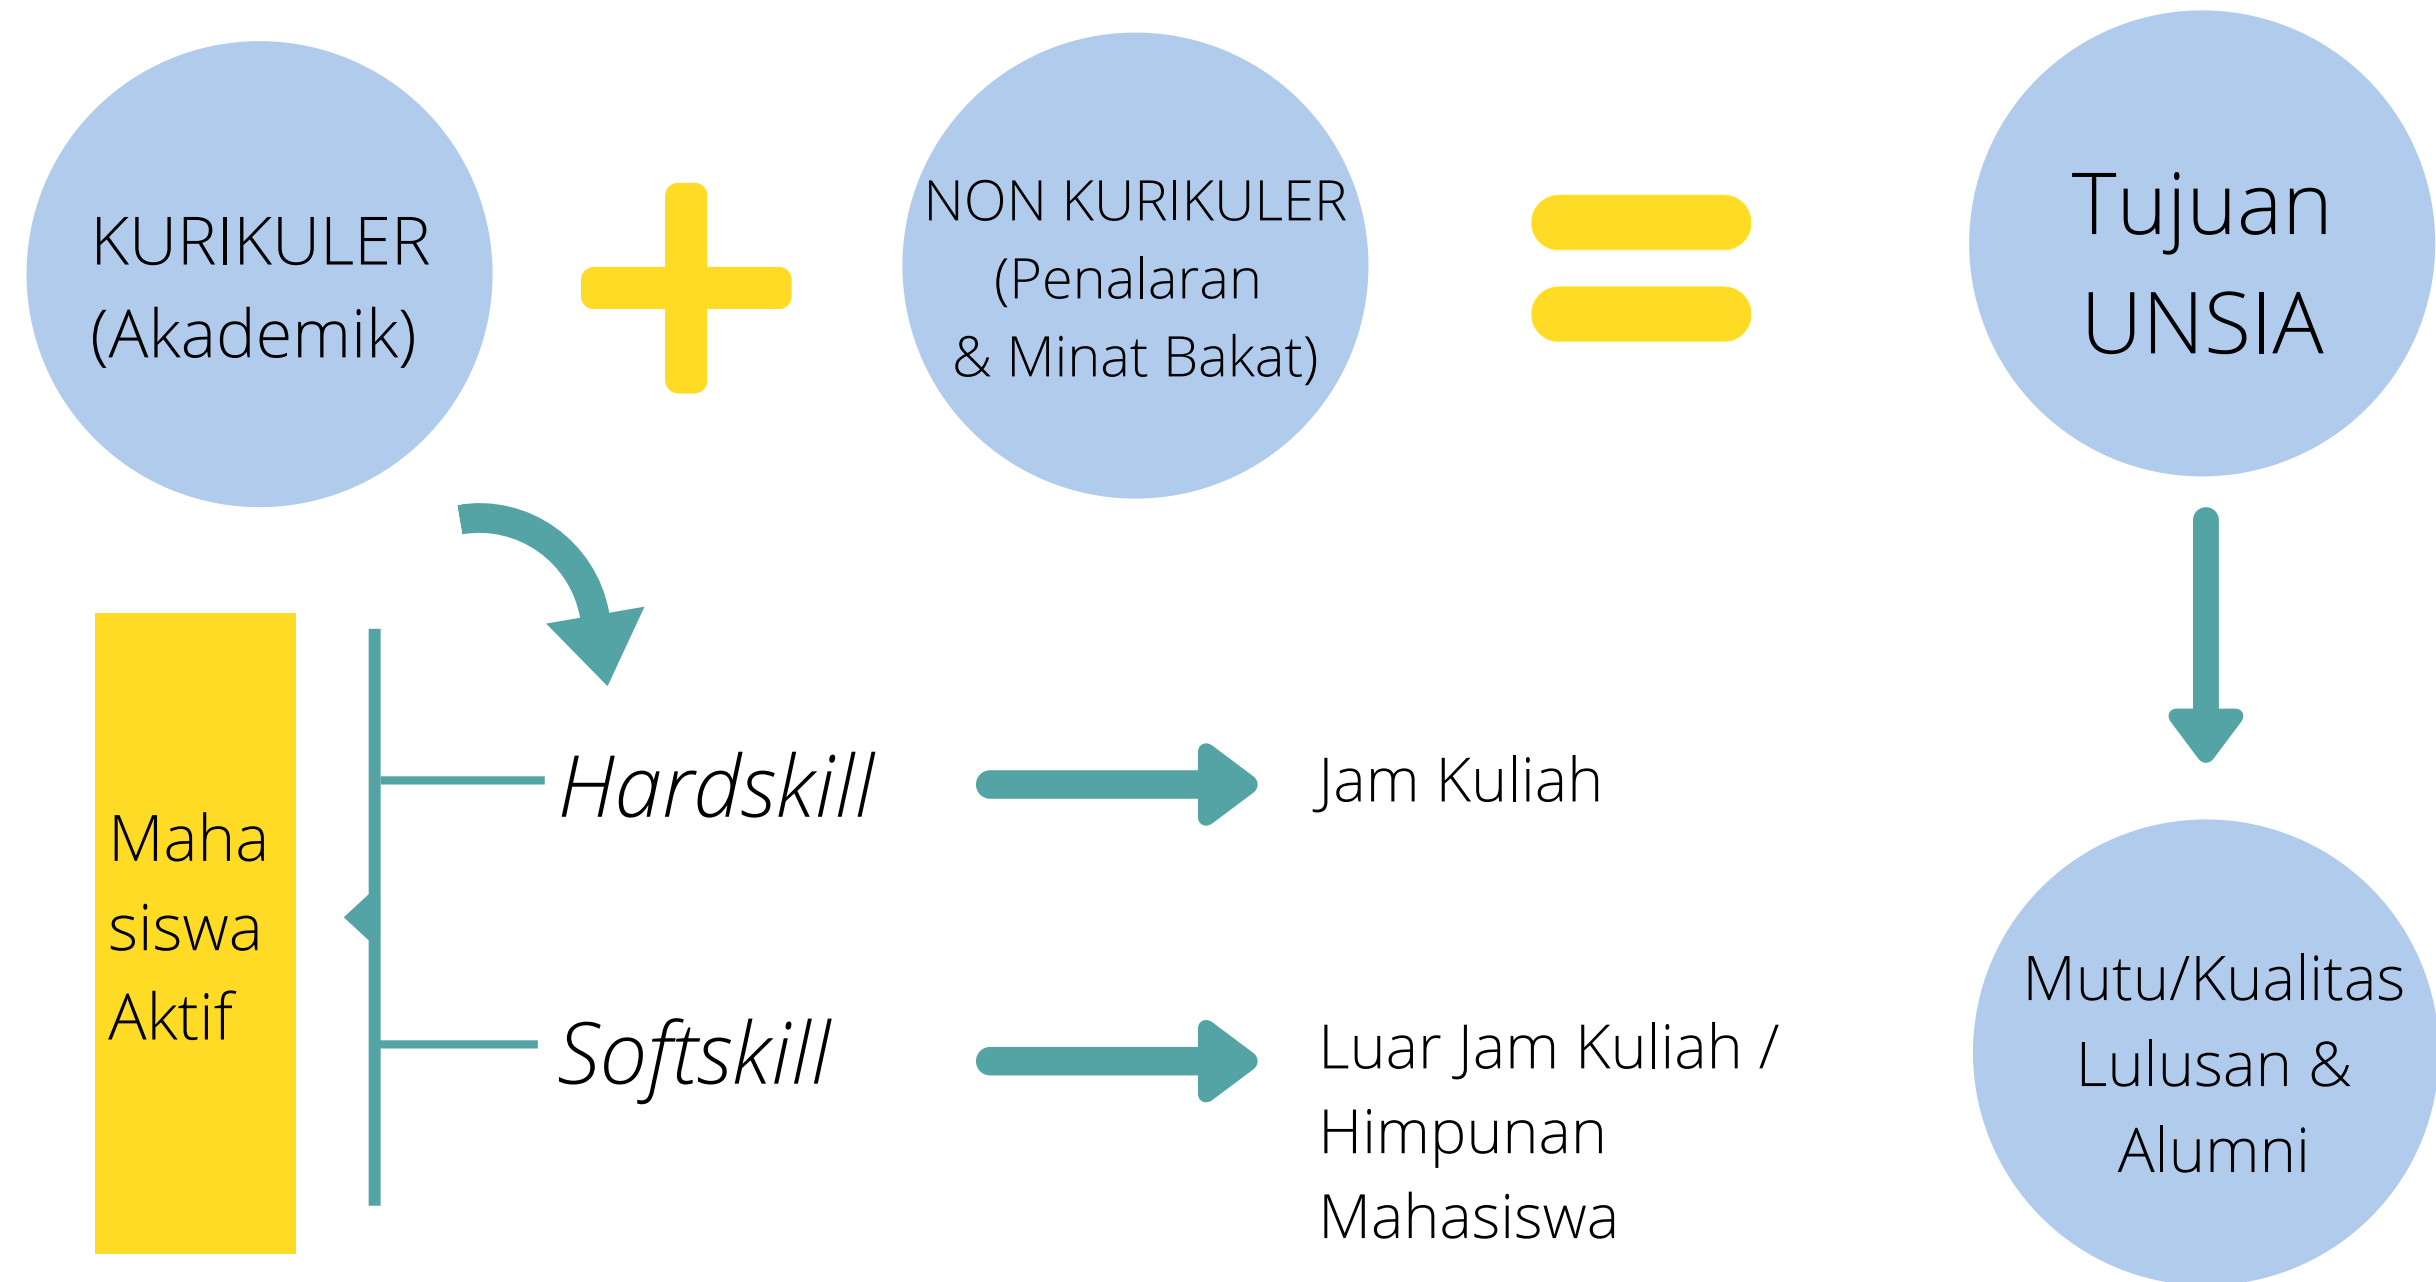 KURIKULER
(Akademik)
NON KURIKULER
(Penalaran
& Minat Bakat)
Tujuan
UNSIA
Maha
siswa
Aktif
Hardskill
Jam Kuliah
Softskill
Luar Jam Kuliah /
Himpunan
Mahasiswa
Mutu/Kualitas
Lulusan &
Alumni